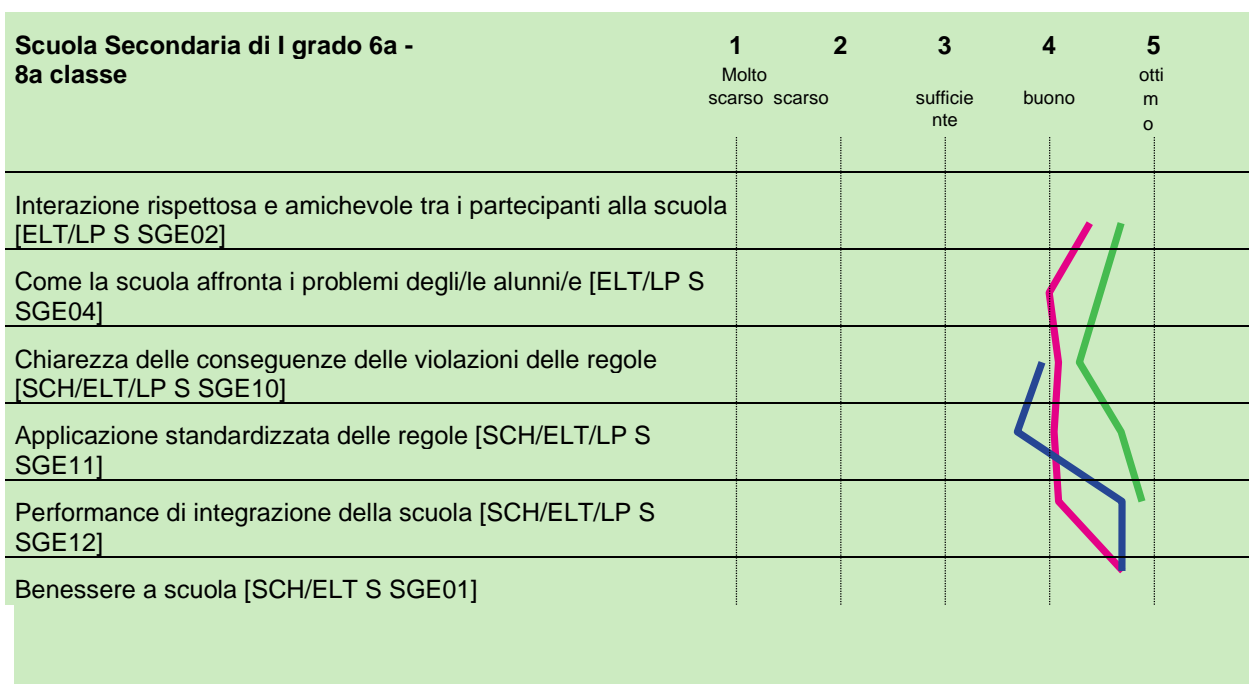 Scuola Secondaria di I grado 6a -
8a classe
1 2 3 4 5
Molto
scarso scarso
sufficie
nte
buono
otti
m
o
Interazione rispettosa e amichevole tra i partecipanti alla scuola
[ELT/LP S SGE02]
Come la scuola affronta i problemi degli/le alunni/e [ELT/LP S
SGE04]
Chiarezza delle conseguenze delle violazioni delle regole
[SCH/ELT/LP S SGE10]
Applicazione standardizzata delle regole [SCH/ELT/LP S
SGE11]
Performance di integrazione della scuola [SCH/ELT/LP S
SGE12]
Benessere a scuola [SCH/ELT S SGE01]